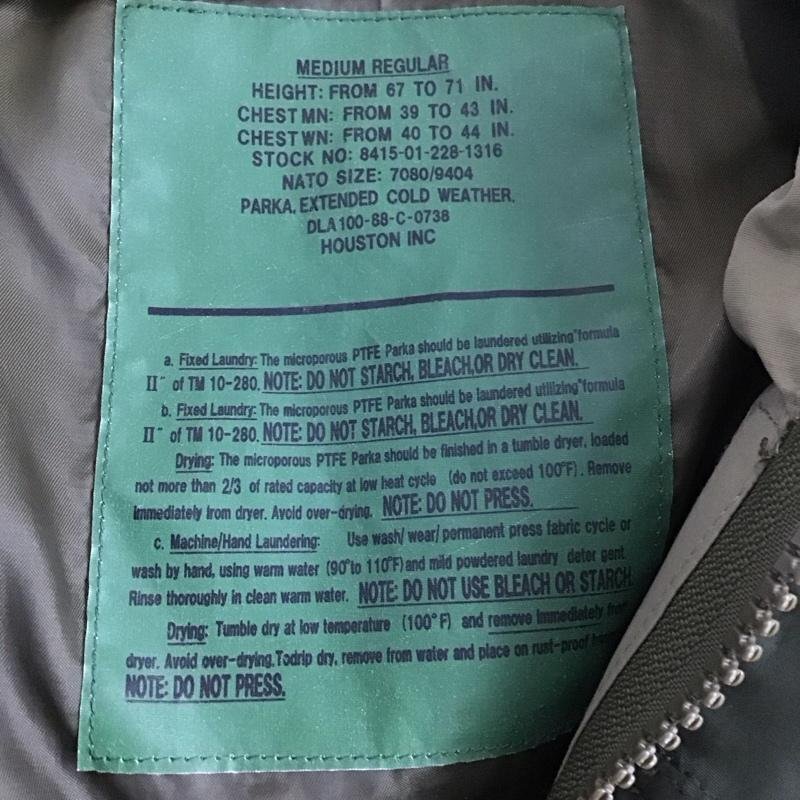 MEDIUM REGULAR
HEIGHT: FROM 67 TO 71 IN.
CHEST MN: FROM 39 TO 43 IN.
CHEST WN: FROM 40 TO 44 IN.
STOCK NO: 8415-01-228-1316
NATO SIZE: 7080/9404
PARKA, EXTENDED COLD WEATHER,
DLA 100-88-C-0738
HOUSTON INC
a. Fixed Laundry: The microporous PTFE Parka should be laundered utilizing"formula
II" of TM 10-280. NOTE: DO NOT STARCH, BLEACH,OR DRY CLEAN.
b. Fixed Laundry: The microporous PTFE Parka should be laundered utilizing"formula
II" of TM 10-280. NOTE: DO NOT STARCH, BLEACH,OR DRY CLEAN.
Drying: The microporous PTFE Parka should be finished in a tumble dryer, loaded
not more than 2/3 of rated capacity at low heat cycle (do not exceed 100°F). Remove
immediately from dryer. Avoid over-drying. NOTE: DO NOT PRESS.
c. Machine/Hand Laundering: Use wash/ wear/ permanent press fabric cycle or
wash by hand, using warm water (90°to 110°F)and mild powdered laundry deter gent
Rinse thoroughly in clean warm water. NOTE: DO NOT USE BLEACH OR STARCH.
Drying: Tumble dry at low temperature (100°F) and remove immediately from
dryer. Avoid over-drying.Todrip dry, remove from water and place on rust-proof
NOTE: DO NOT PRESS.